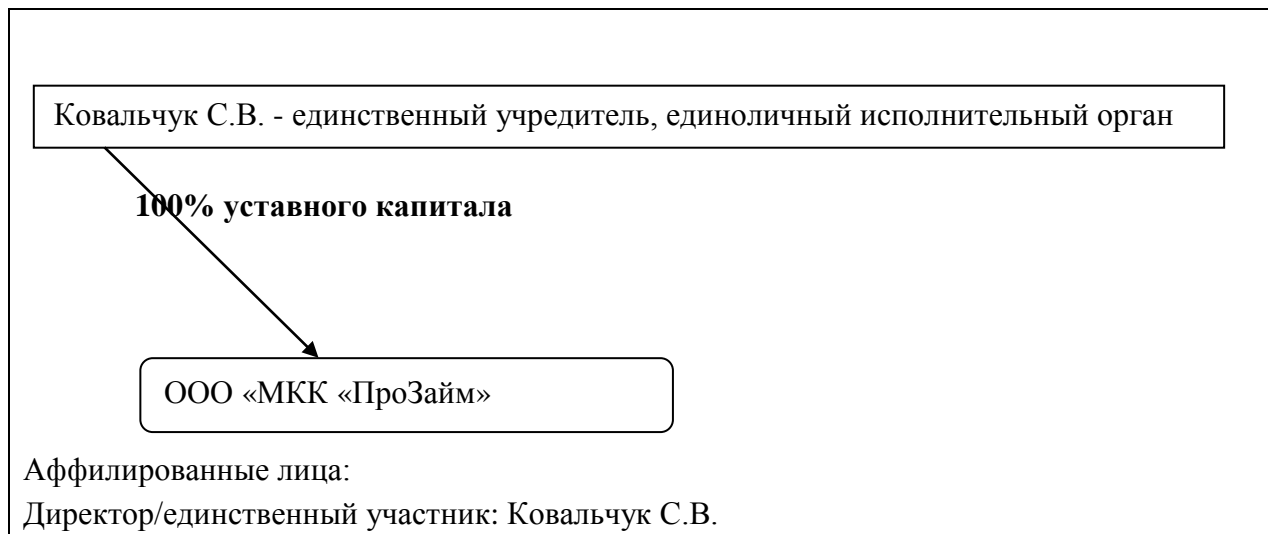 Ковальчук С.В. - единственный учредитель, единоличный исполнительный орган
100% уставного капитала
ООО «МКК «ПроЗайм»
Аффилированные лица:
Директор/единственный участник: Ковальчук С.В.